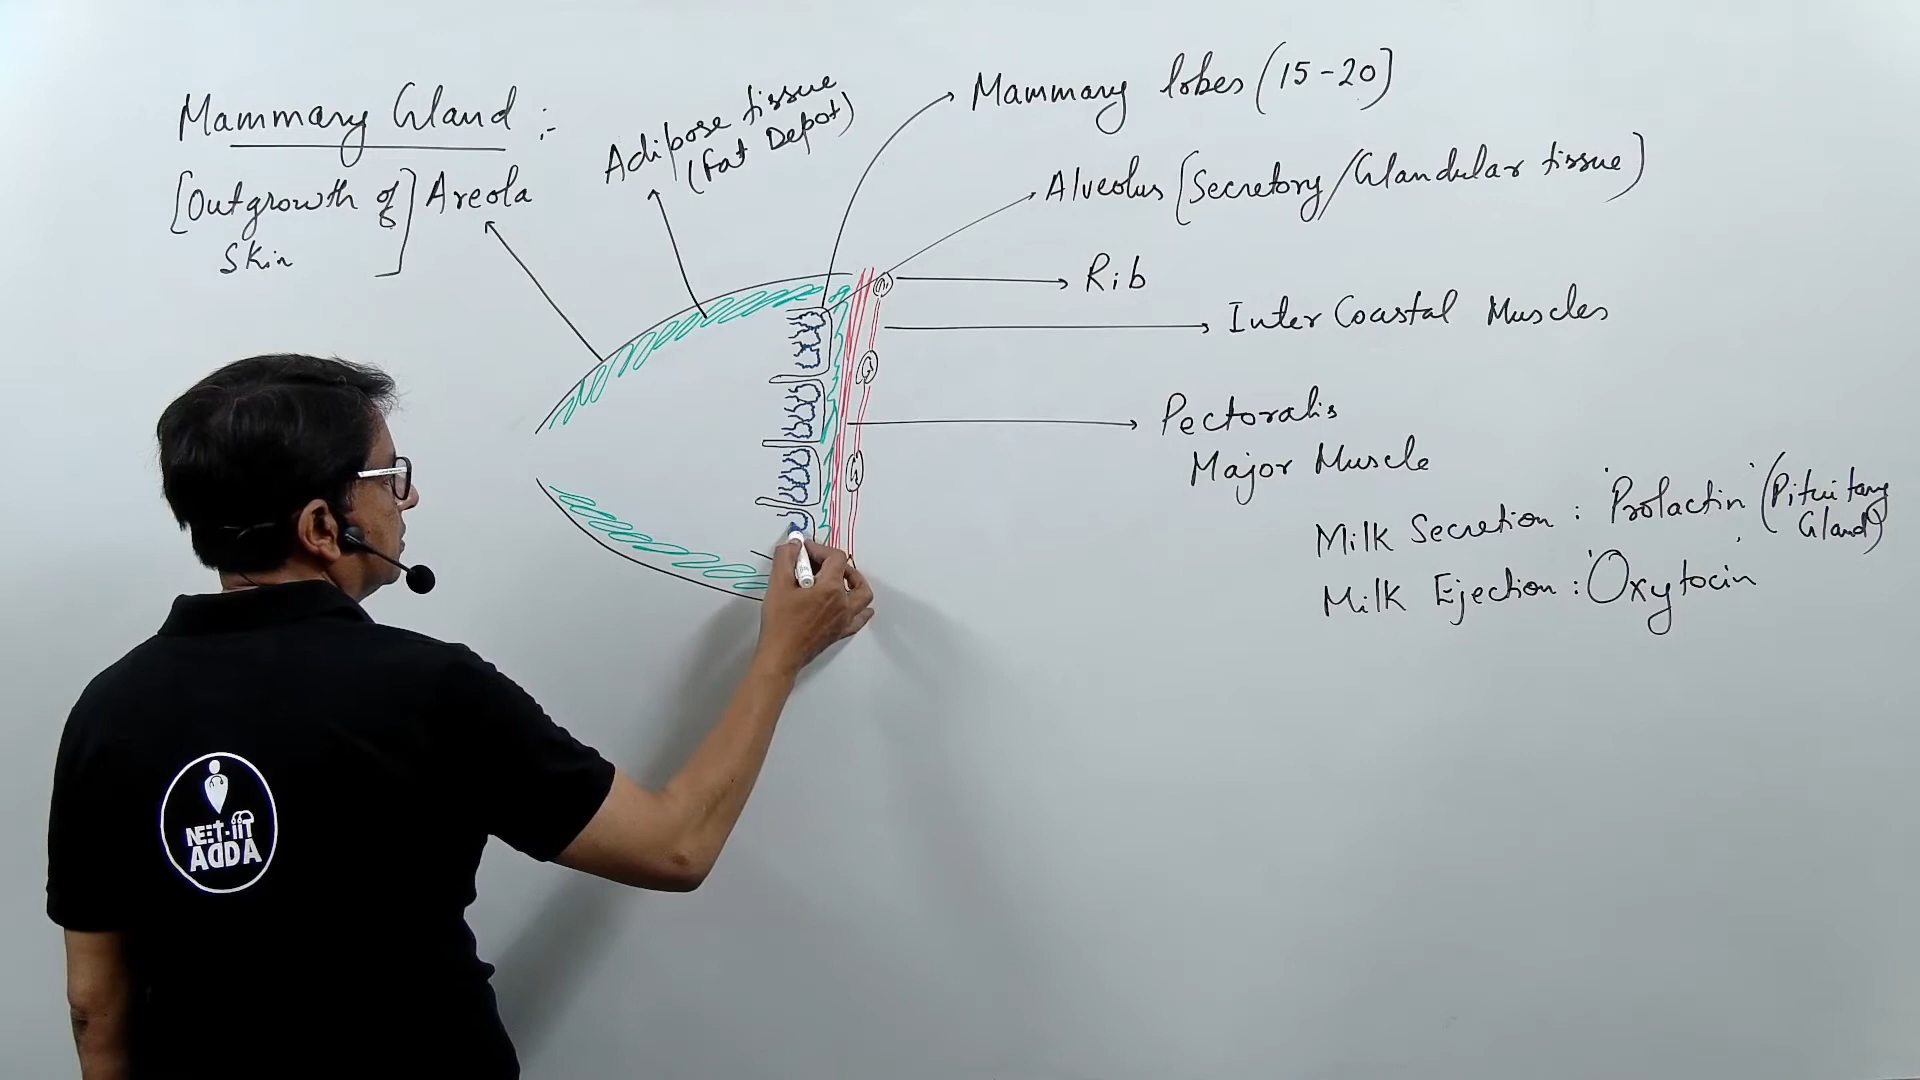 Mammary Gland :-
[Outgrowth of
Skin]
Areola
Adipose tissue
(Fat Depot)
Mammary lobes (15-20]
Alveolus [Secretory/Glandular tissue)
Rib
Inter Coastal Muscles
Pectoralis
Major Muscle
Milk Secretion : 'Prolactin' (Pituitary
Gland)
Milk Ejection : 'Oxytocin'
NEET-IIT
ADDA